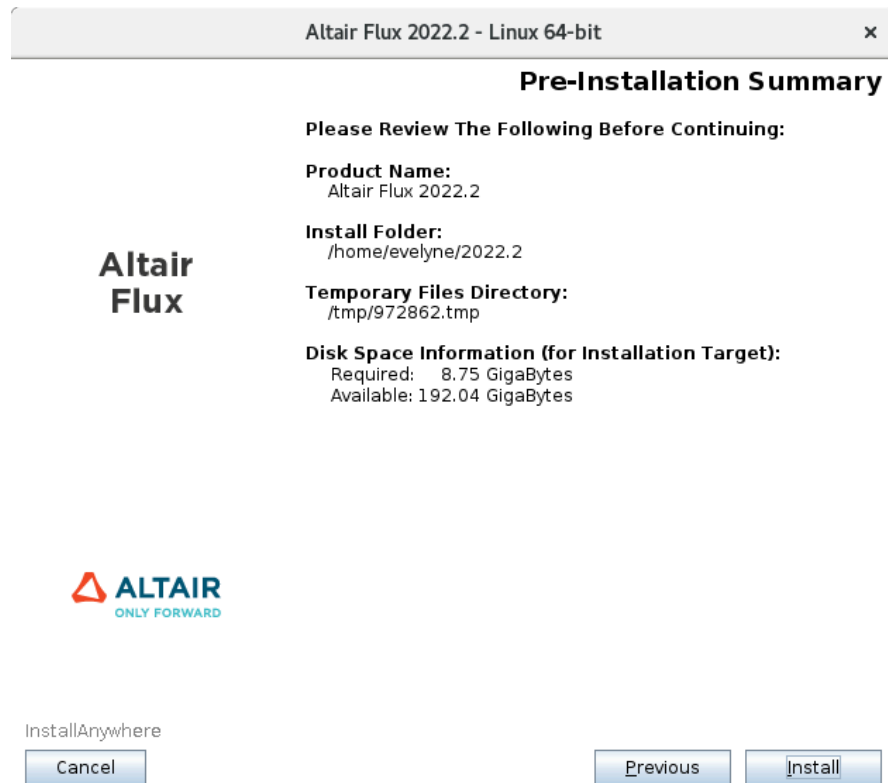 Altair Flux 2022.2 - Linux 64-bit
Pre-Installation Summary
Please Review The Following Before Continuing:
Product Name:
Altair Flux 2022.2
Install Folder:
/home/evelyne/2022.2
Temporary Files Directory:
/tmp/972862.tmp
Disk Space Information (for Installation Target):
Required: 8.75 GigaBytes
Available: 192.04 GigaBytes
Altair
Flux
ALTAIR
ONLY FORWARD
InstallAnywhere
Cancel
Previous
Install